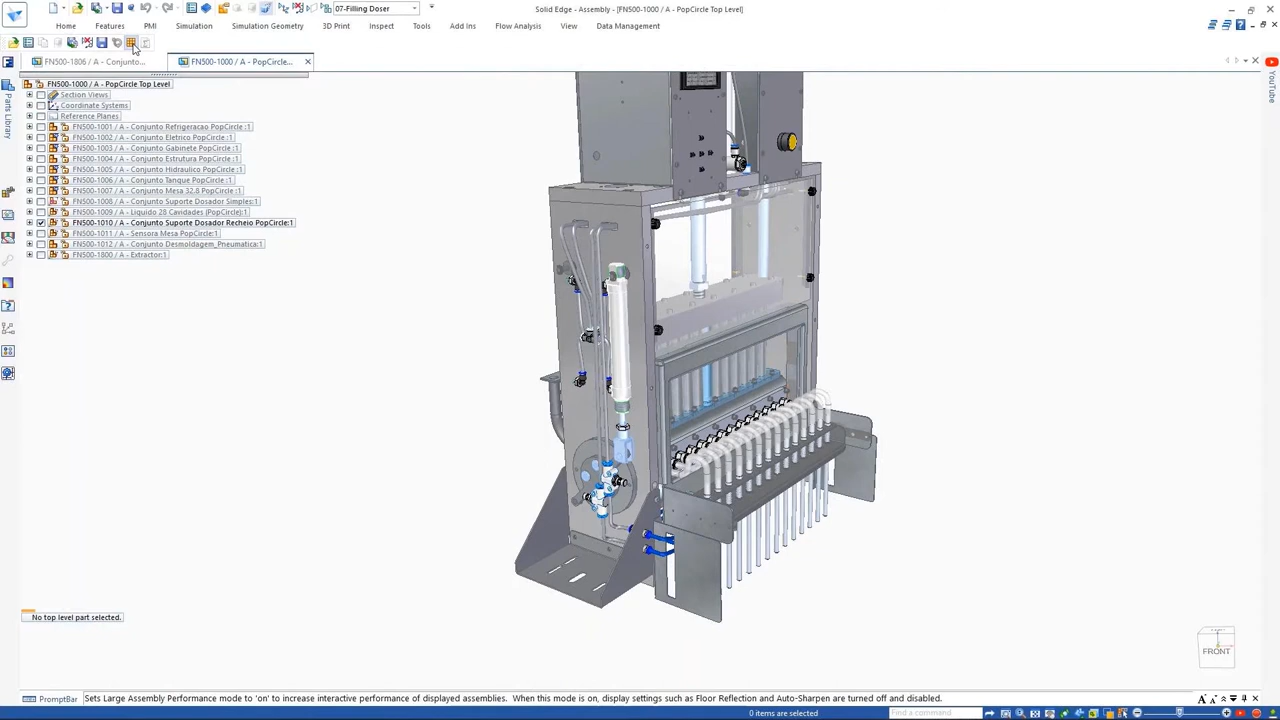 07-Filling Doser
Solid Edge - Assembly - [FN500-1000 / A - PopCircle Top Level]
Home Features PMI Simulation Simulation Geometry 3D Print Inspect Tools Add Ins Flow Analysis View Data Management
FN500-1806 / A - Conjunto...
FN500-1000 / A - PopCircle...
FN500-1000 / A - PopCircle Top Level
Section Views
Coordinate Systems
Reference Planes
FN500-1001 / A - Conjunto Refrigeracao PopCircle :1
FN500-1002 / A - Conjunto Eletrico PopCircle :1
FN500-1003 / A - Conjunto Gabinete PopCircle :1
FN500-1004 / A - Conjunto Estrutura PopCircle :1
FN500-1005 / A - Conjunto Hidraulico PopCircle :1
FN500-1006 / A - Conjunto Tanque PopCircle :1
FN500-1007 / A - Conjunto Mesa 32.8 PopCircle :1
FN500-1008 / A - Conjunto Suporte Dosador Simples:1
FN500-1009 / A - Liquido 28 Cavidades (PopCircle):1
FN500-1010 / A - Conjunto Suporte Dosador Recheio PopCircle:1
FN500-1011 / A - Sensora Mesa PopCircle:1
FN500-1012 / A - Conjunto Desmoldagem_Pneumatica:1
FN500-1800 / A - Extractor:1
Parts Library
YouTube
No top level part selected.
FRONT
PromptBar
Sets Large Assembly Performance mode to 'on' to increase interactive performance of displayed assemblies. When this mode is on, display settings such as Floor Reflection and Auto-Sharpen are turned off and disabled.
0 items are selected
Find a command